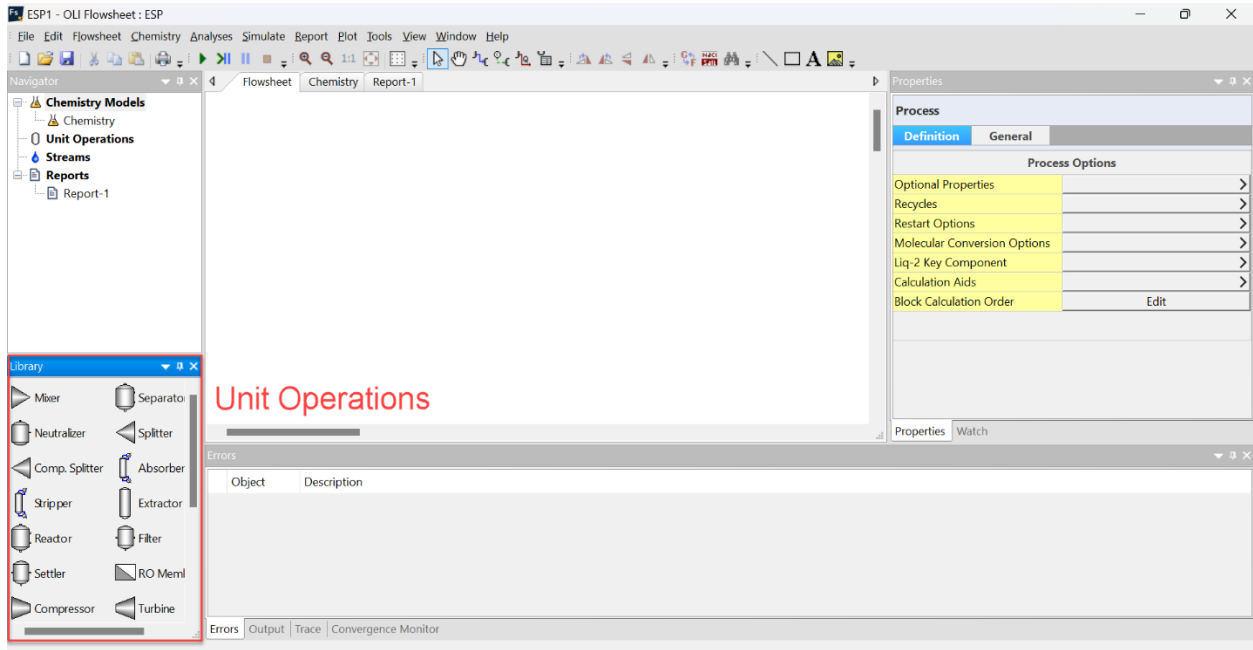 ESP1 - OLI Flowsheet : ESP
File Edit Flowsheet Chemistry Analyses Simulate Report Plot Tools View Window Help
1:1 A
Navigator
Chemistry Models
Chemistry
Unit Operations
Streams
Reports
Report-1
Flowsheet Chemistry Report-1
Unit Operations
Library
Mixer Separator
Neutralizer Splitter
Comp. Splitter Absorber
Stripper Extractor
Reactor Filter
Settler RO Meml
Compressor Turbine
Properties
Process
Definition General
Process Options
Optional Properties
Recycles
Restart Options
Molecular Conversion Options
Liq-2 Key Component
Calculation Aids
Block Calculation Order Edit
Properties Watch
Errors
Object Description
Errors Output Trace Convergence Monitor